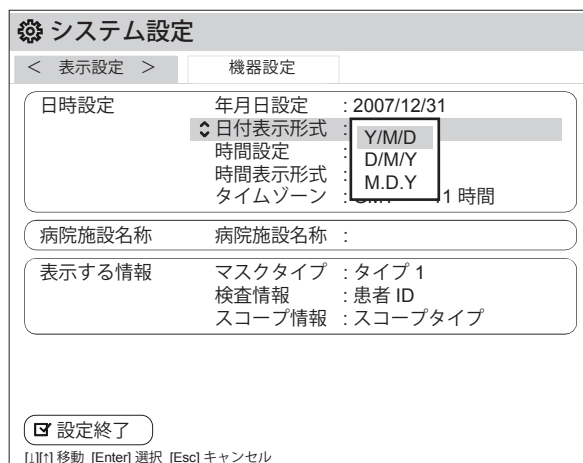 システム設定
< 表示設定 > 機器設定
日時設定 年月日設定 : 2007/12/31
日付表示形式 :
Y/M/D
D/M/Y
M.D.Y
時間設定 :
時間表示形式 :
タイムゾーン : 1 時間
病院施設名称 病院施設名称 :
表示する情報 マスクタイプ : タイプ 1
検査情報 : 患者 ID
スコープ情報 : スコープタイプ
設定終了
[↓][↑] 移動 [Enter] 選択 [Esc] キャンセル